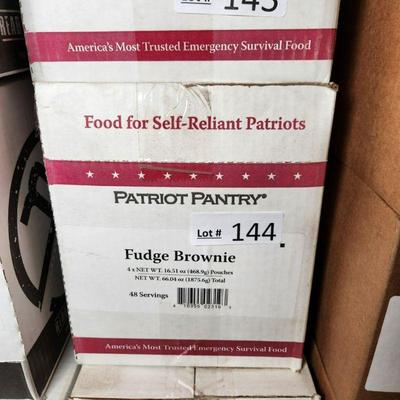 Lot # 145
America's Most Trusted Emergency Survival Food
Food for Self-Reliant Patriots
PATRIOT PANTRY®
Lot # 144
Fudge Brownie
4 x NET WT. 16.51 oz (468.9g) Pouches
NET WT. 66.04 oz (1875.6g) Total
48 Servings
America's Most Trusted Emergency Survival Food